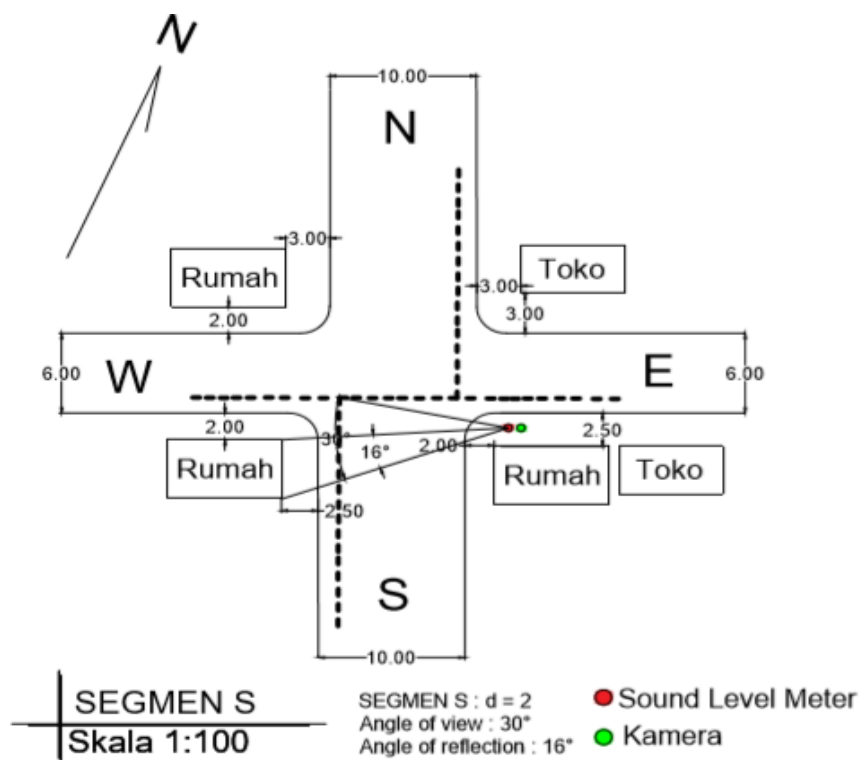 N
10.00
N
3.00
Rumah
Toko
3.00
2.00
3.00
6.00
W
E
6.00
2.00
30°
16°
2.00
2.50
Rumah
Rumah
Toko
2.50
S
10.00
SEGMEN S
Skala 1:100
SEGMEN S : d = 2
Angle of view : 30°
Angle of reflection : 16°
Sound Level Meter
Kamera